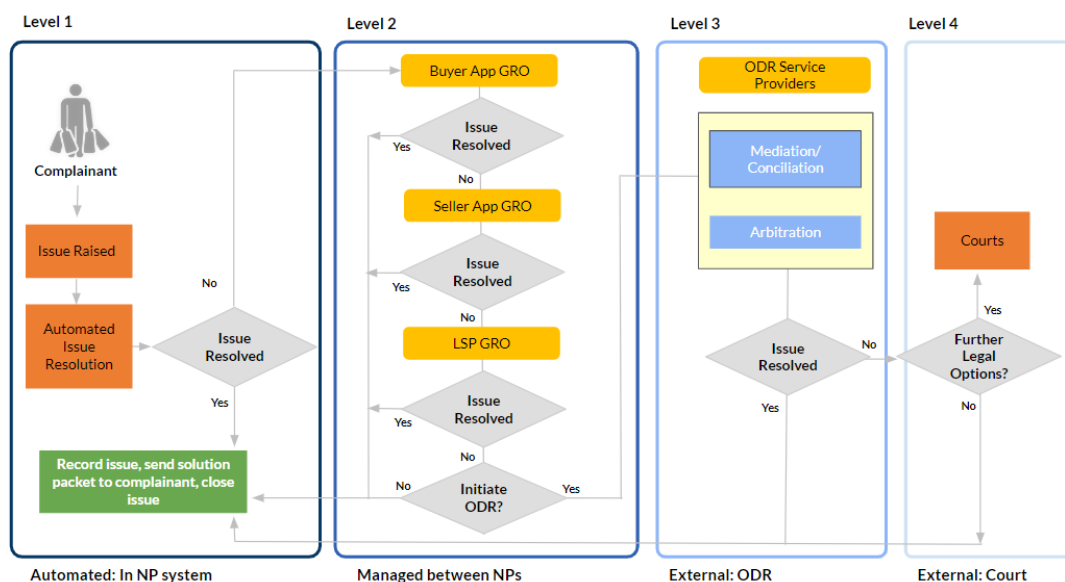 Level 1
Complainant
Issue Raised
Automated
Issue
Resolution
No
Issue
Resolved
Yes
Record issue, send solution
packet to complainant, close
issue
Automated: In NP system
Level 2
Buyer App GRO
Issue
Resolved
Yes
No
Seller App GRO
Issue
Resolved
Yes
No
LSP GRO
Issue
Resolved
Yes
No
Initiate
ODR?
No
Yes
Managed between NPs
Level 3
ODR Service
Providers
Mediation/
Conciliation
Arbitration
Issue
Resolved
No
Yes
External: ODR
Level 4
Courts
Yes
Further
Legal
Options?
No
External: Court